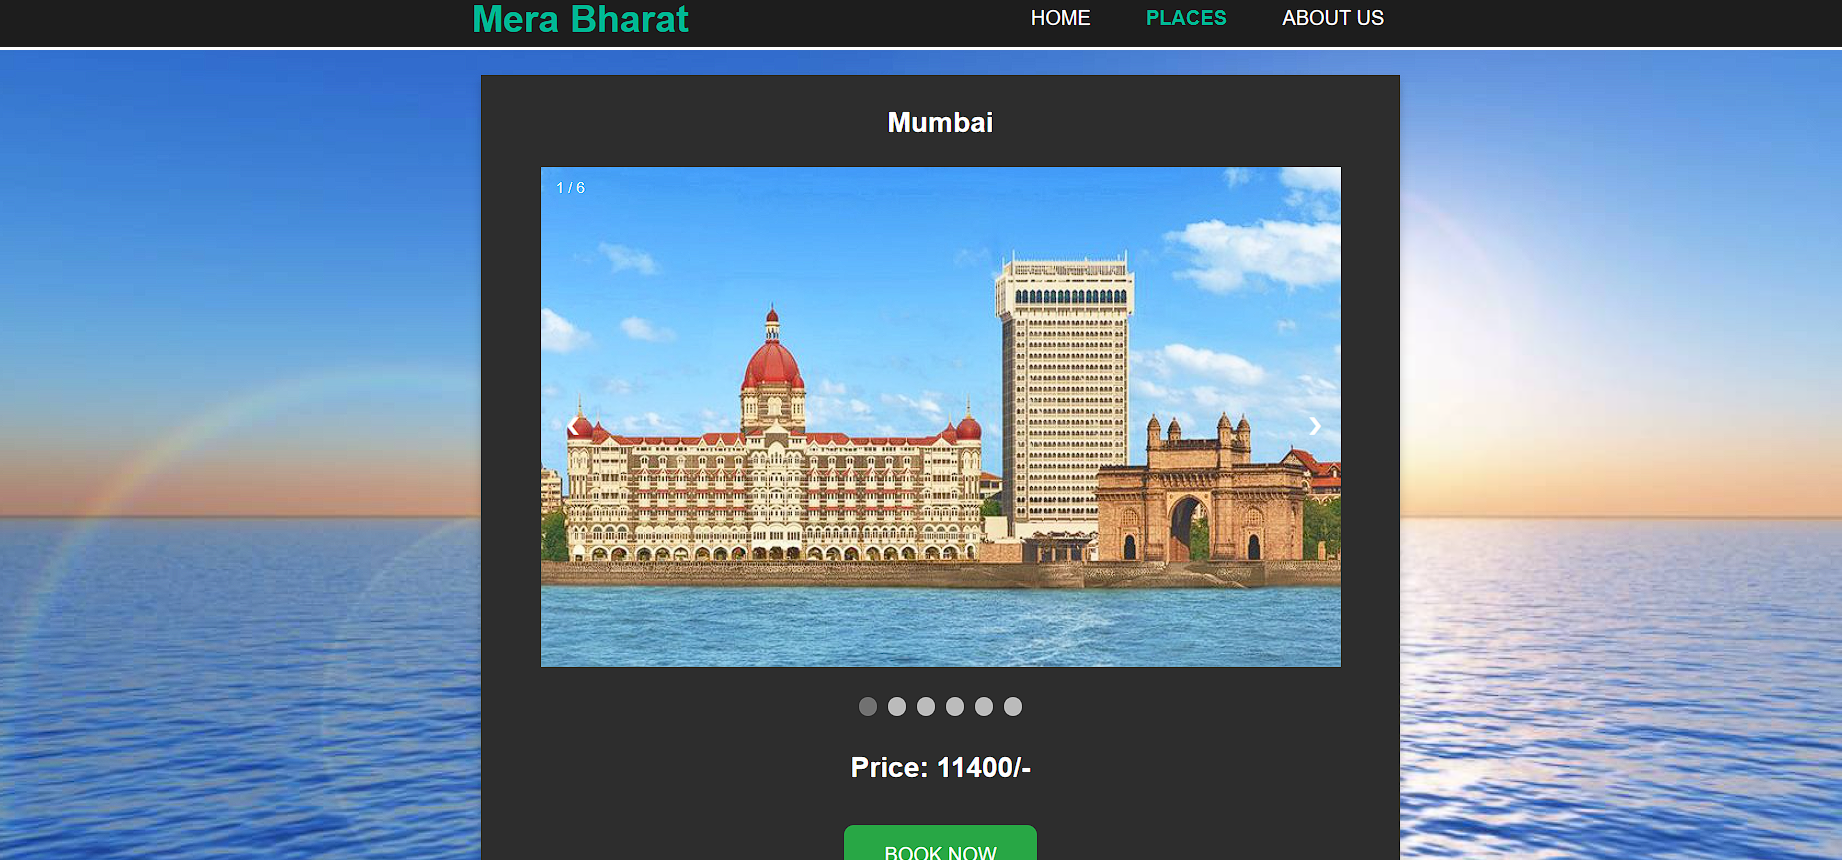 Mera Bharat
HOME PLACES ABOUT US
Mumbai
1 / 6
Price: 11400/-
BOOK NOW